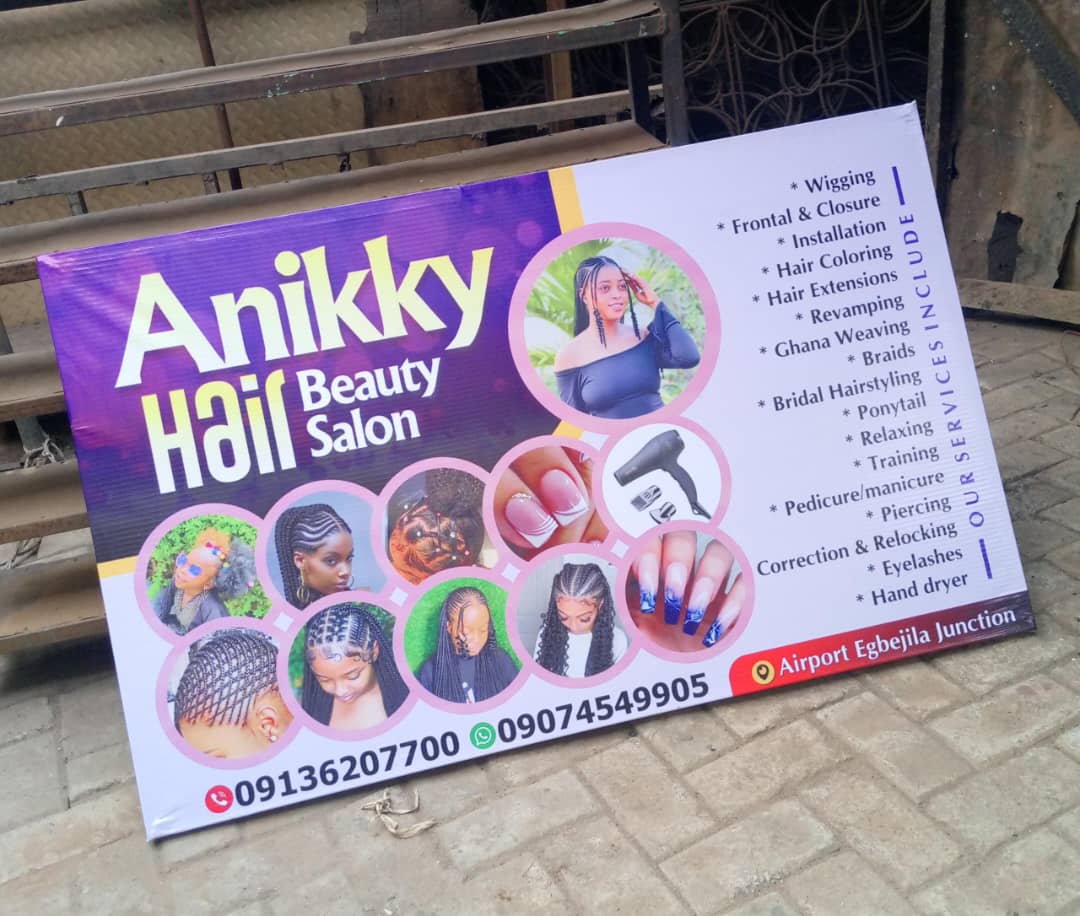 Anikky
Hair Beauty
Salon
* Wigging
* Frontal & Closure
* Installation
* Hair Coloring
* Hair Extensions
* Revamping
* Ghana Weaving
* Braids
* Bridal Hairstyling
* Ponytail
* Relaxing
* Training
* Pedicure/manicure
* Piercing
Correction & Relocking
* Eyelashes
* Hand dryer
OUR SERVICES INCLUDE
Airport Egbejila Junction
09136207700 09074549905